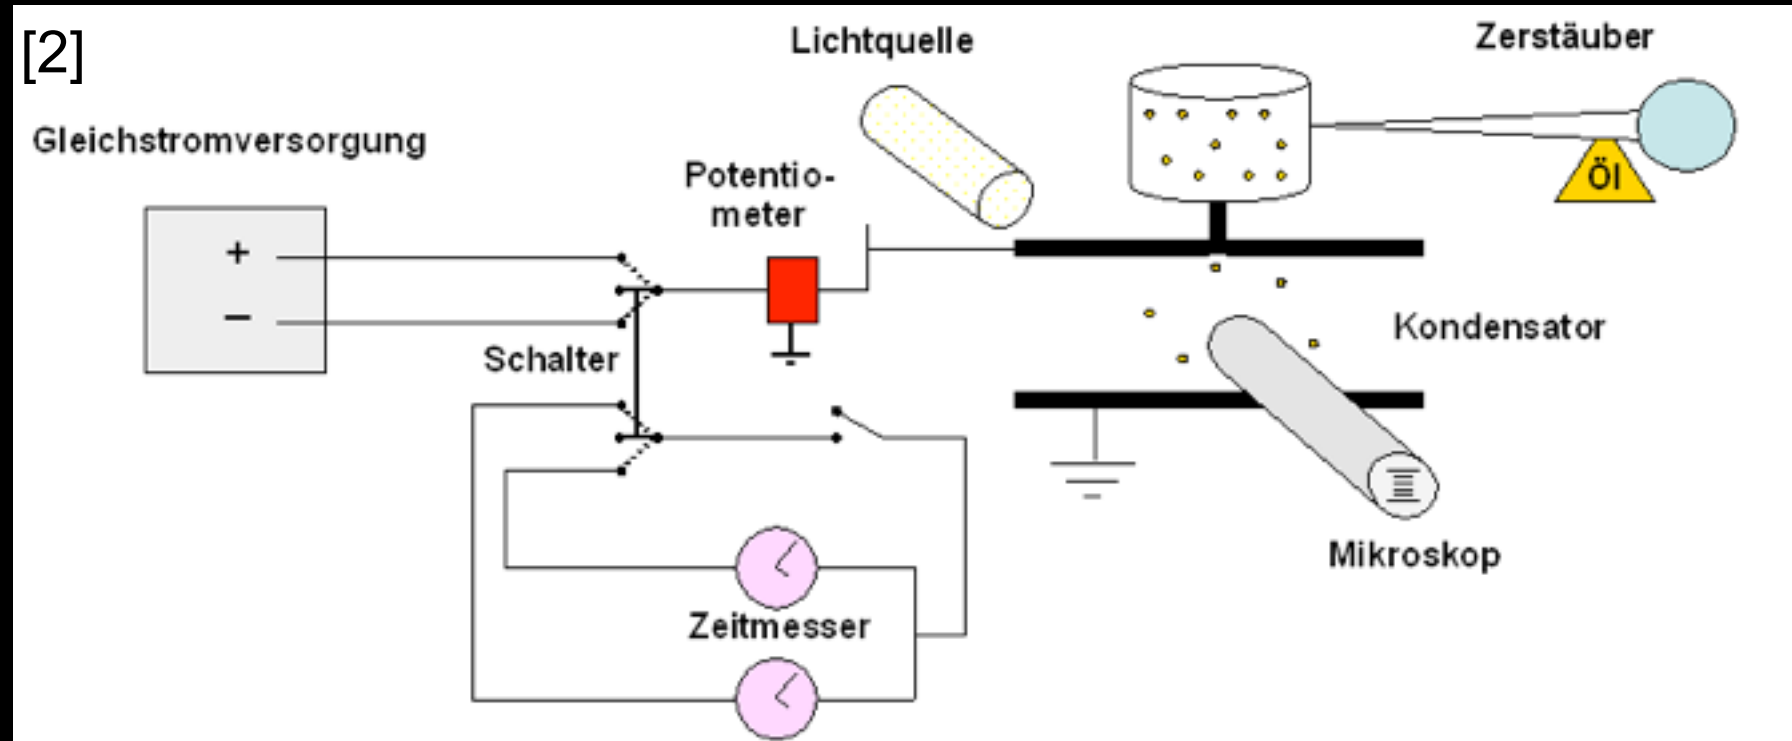 [2]
Lichtquelle
Zerstäuber
Gleichstromversorgung
Potentio-
meter
Öl
+
–
Kondensator
Schalter
Mikroskop
Zeitmesser